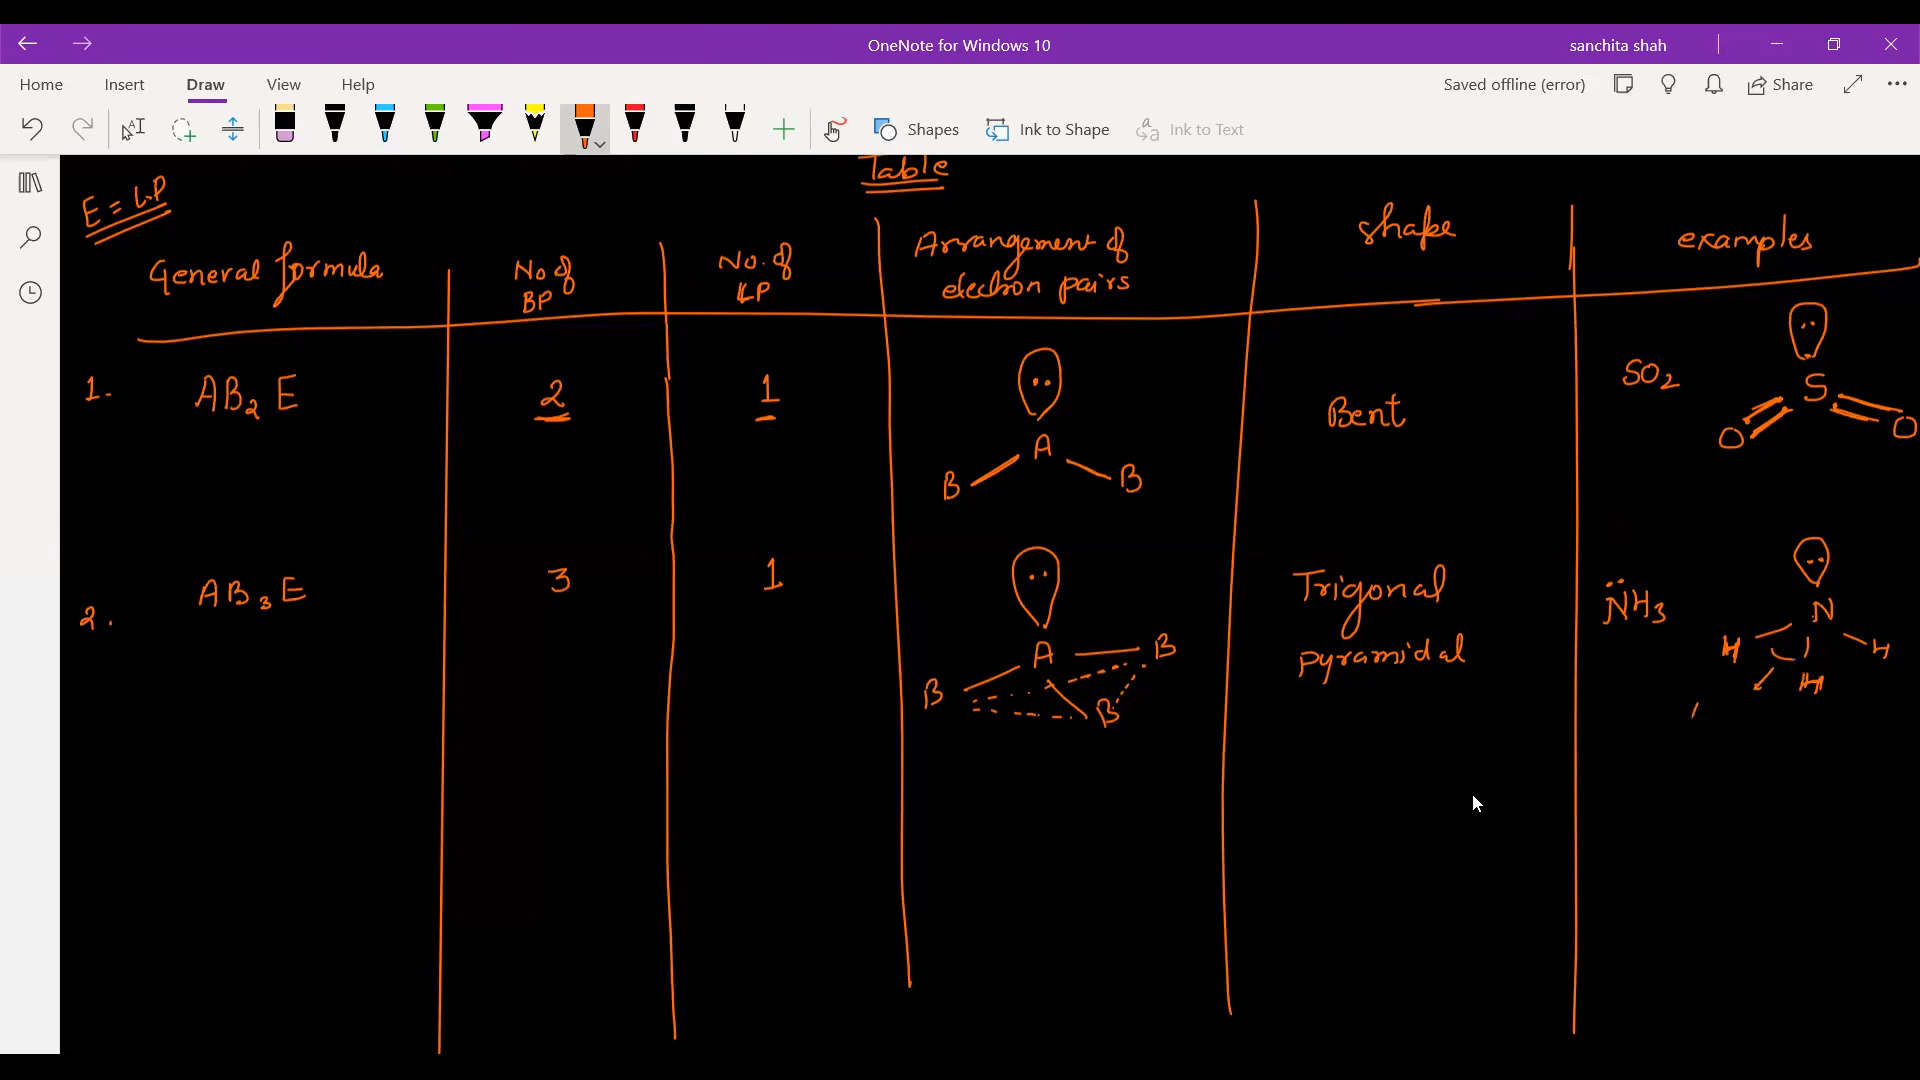 OneNote for Windows 10
sanchita shah
Home Insert Draw View Help
Saved offline (error)
Share
Shapes
Ink to Shape
Ink to Text
Table
E = L.P
General formula
No of
BP
No. of
LP
Arrangement of
electron pairs
shape
examples
1. AB₂E 2 1
A
B B
Bent
SO₂
S
O O
2. AB₃E 3 1
A
B B
B
Trigonal
pyramidal
N̈H₃
N
H H
H